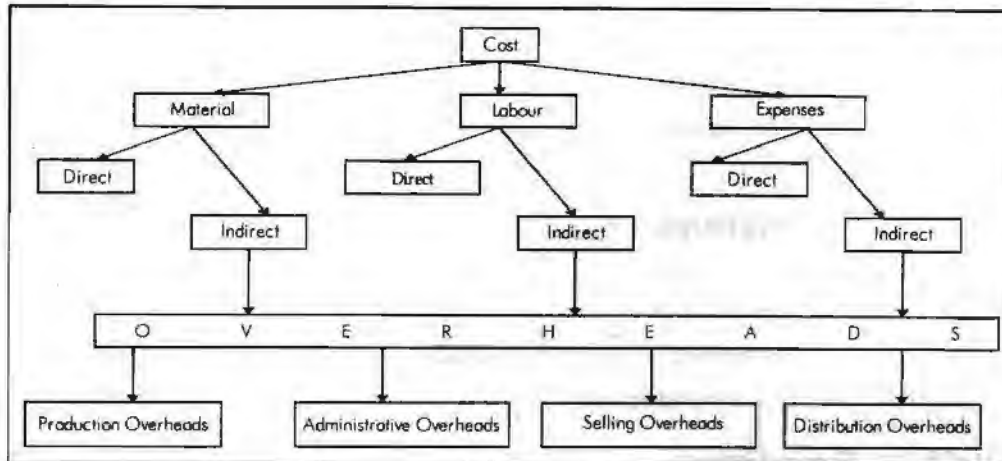 Cost
Material Labour Expenses
Direct Direct Direct
Indirect Indirect Indirect
O V E R H E A D S
Production Overheads Administrative Overheads Selling Overheads Distribution Overheads